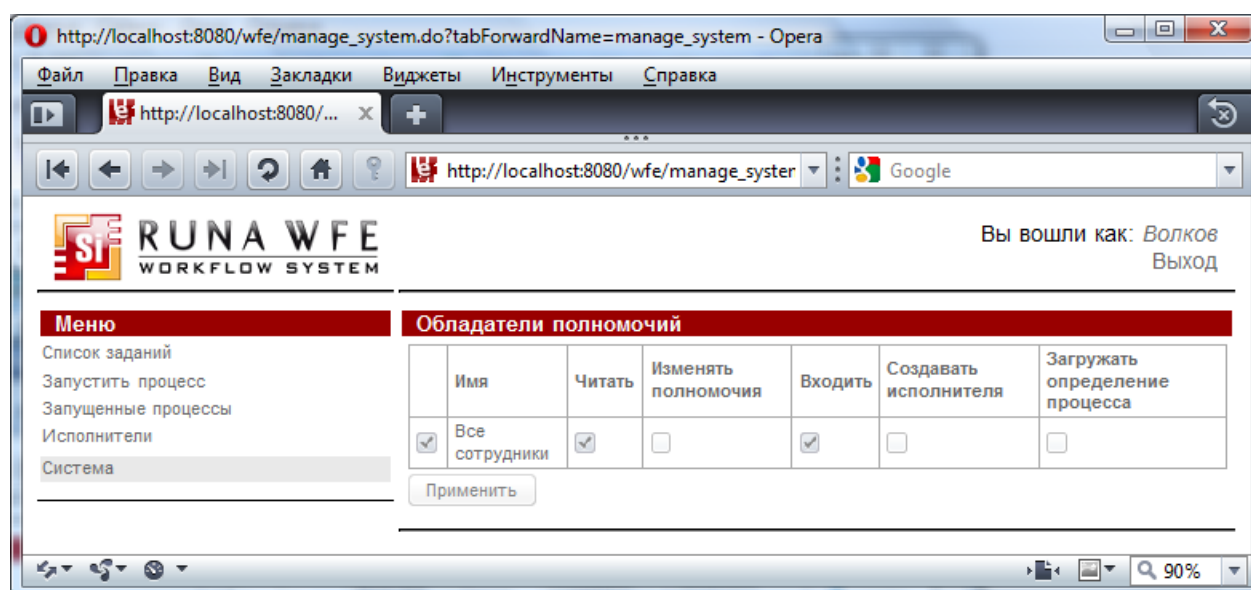 http://localhost:8080/wfe/manage_system.do?tabForwardName=manage_system - Opera
Файл Правка Вид Закладки Виджеты Инструменты Справка
http://localhost:8080/...
http://localhost:8080/wfe/manage_syster Google
Si RUNA WFE
WORKFLOW SYSTEM
Вы вошли как: Волков
Выход
Меню
Список заданий
Запустить процесс
Запущенные процессы
Исполнители
Система
Обладатели полномочий
Имя Читать Изменять полномочия Входить Создавать исполнителя Загружать определение процесса
Все сотрудники
Применить
90%